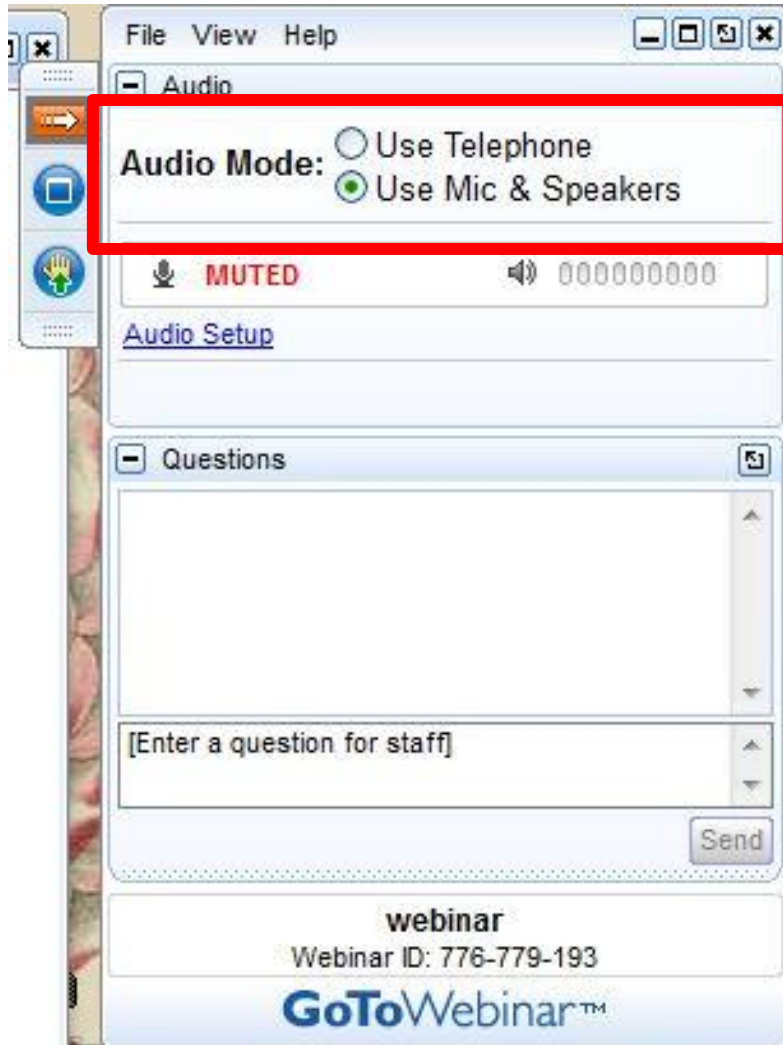 File View Help
Audio
Audio Mode: Use Telephone
Use Mic & Speakers
MUTED 000000000
Audio Setup
Questions
[Enter a question for staff]
Send
webinar
Webinar ID: 776-779-193
GoToWebinar™